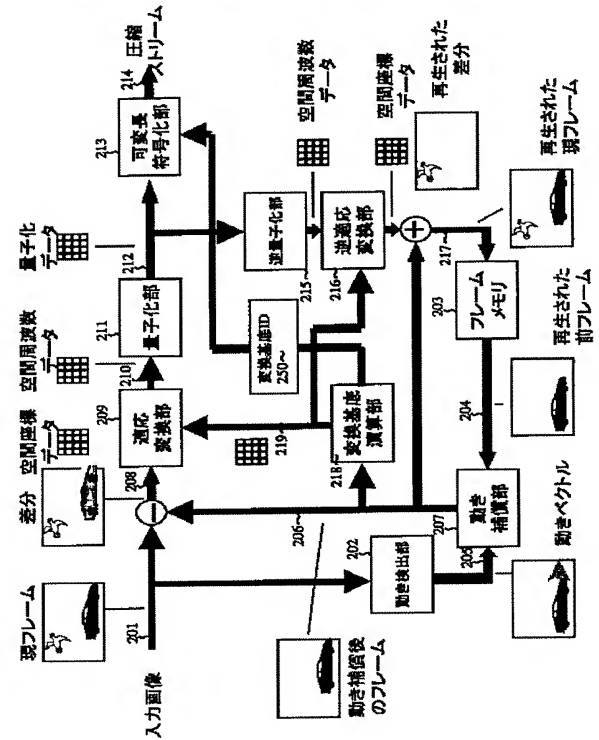 入力画像
現フレーム
201
差分
208
空間座標
データ
209
適応
変換部
空間周波数
データ
210
211
量子化部
量子化
データ
212
213
可変長
符号化部
214
圧縮
ストリーム
動き補償後
のフレーム
206
202
動き検出部
205
動きベクトル
207
動き
補償部
218
変換基底
演算部
219
変換基底ID
250
215
逆量子化部
空間周波数
データ
216
逆適応
変換部
空間座標
データ
再生された
差分
217
再生された
現フレーム
203
フレーム
メモリ
204
再生された
前フレーム